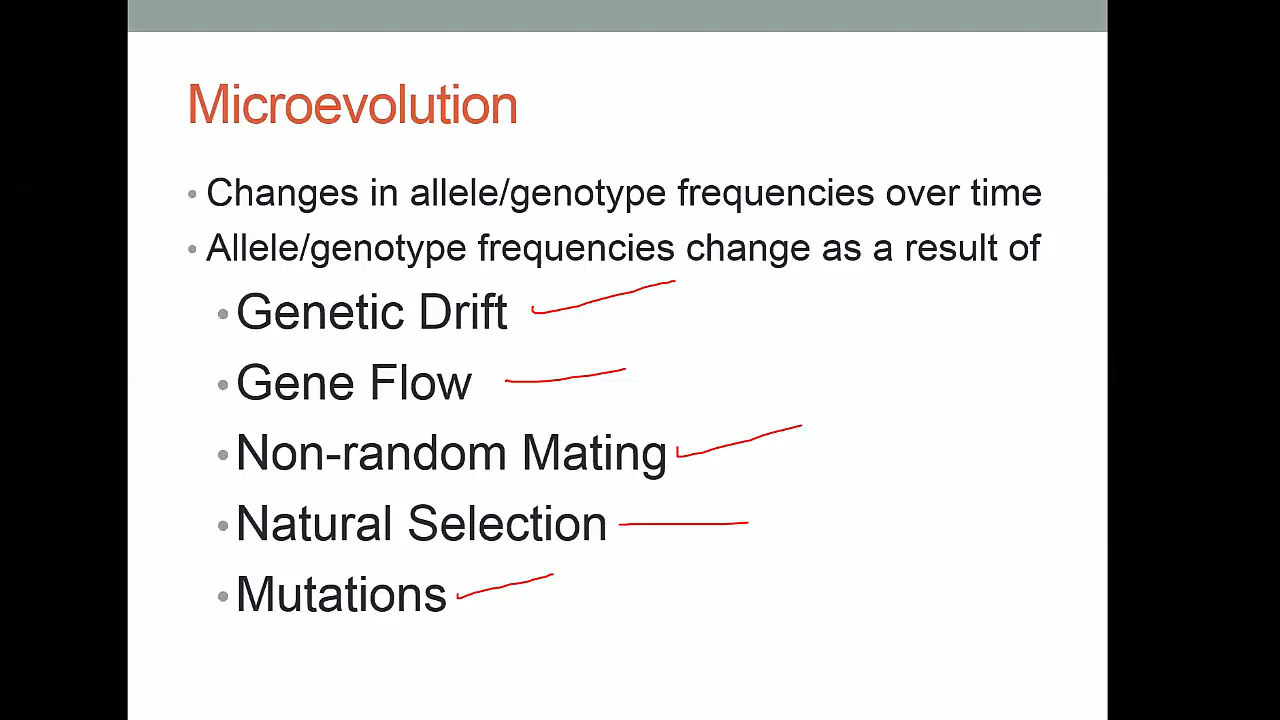 Microevolution
• Changes in allele/genotype frequencies over time
• Allele/genotype frequencies change as a result of
• Genetic Drift
• Gene Flow
• Non-random Mating
• Natural Selection
• Mutations